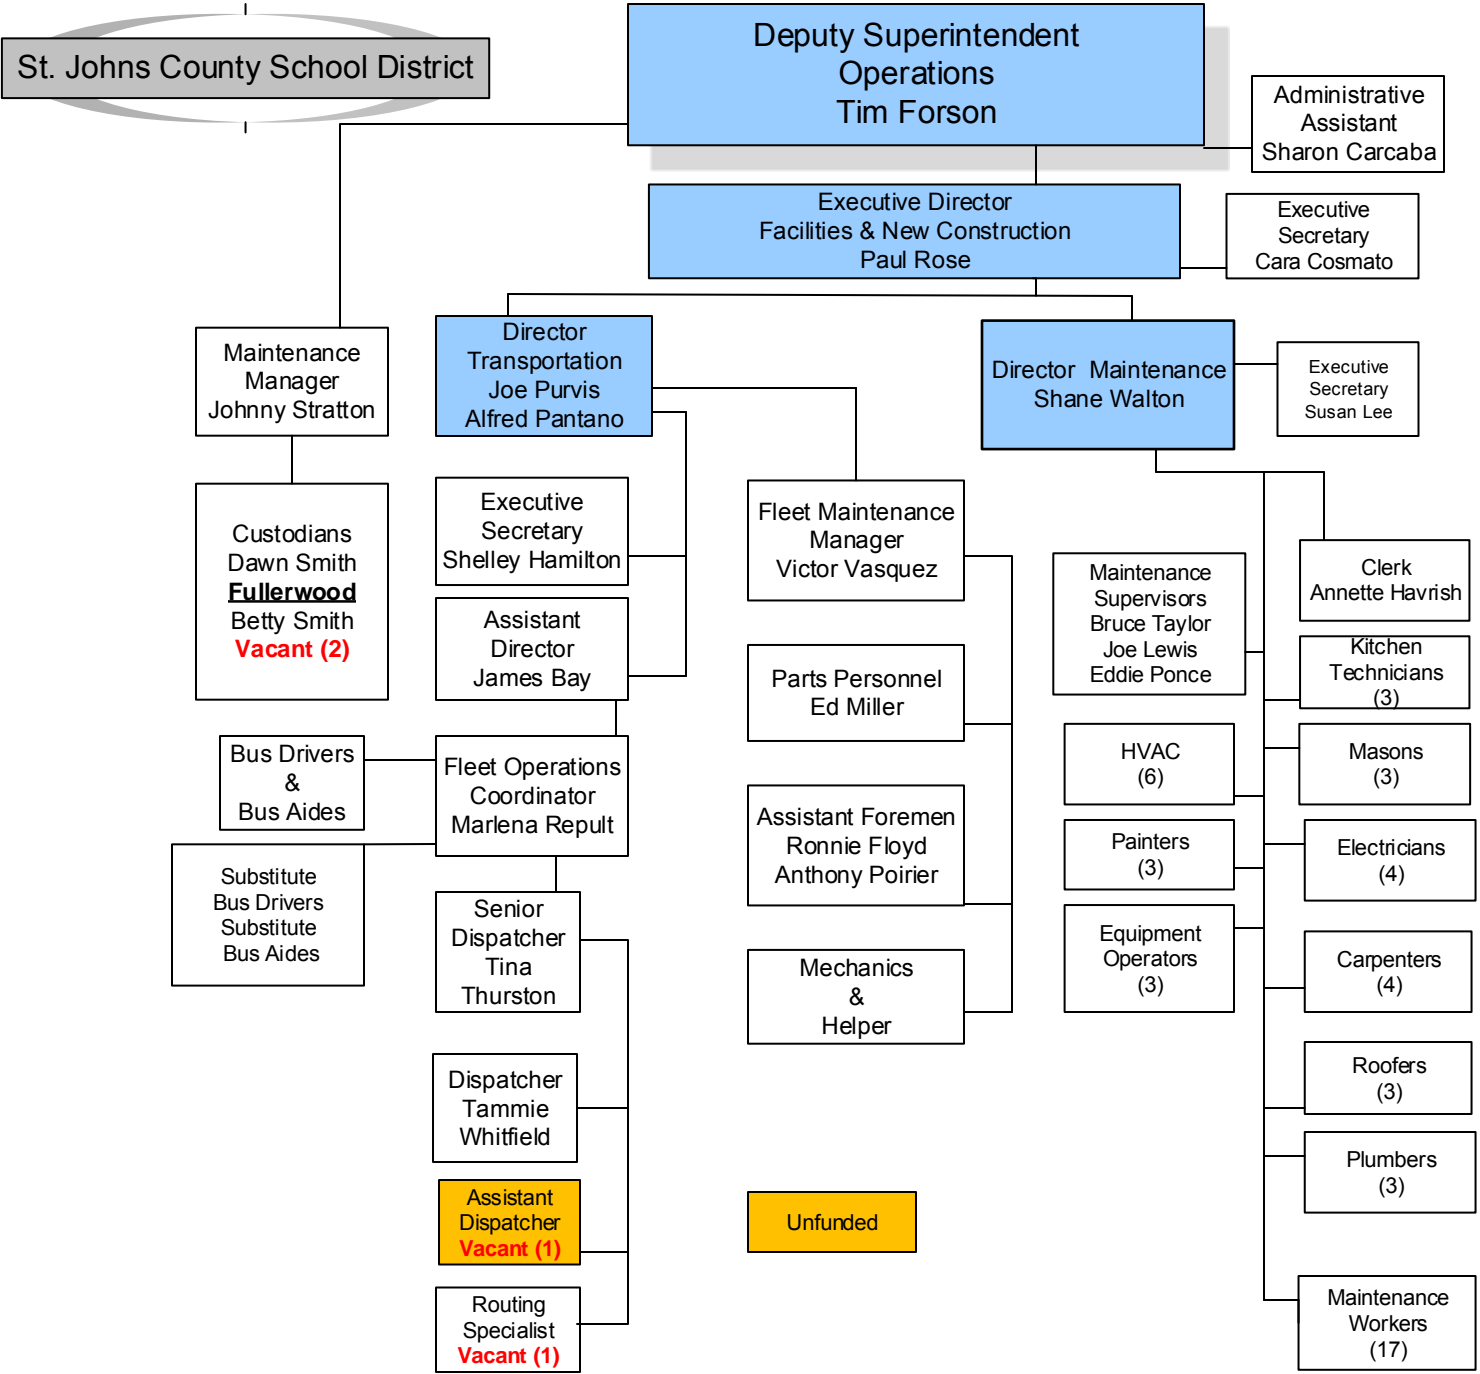 St. Johns County School District
Deputy Superintendent
Operations
Tim Forson
Administrative
Assistant
Sharon Carcaba
Executive Director
Facilities & New Construction
Paul Rose
Executive
Secretary
Cara Cosmato
Maintenance
Manager
Johnny Stratton
Director
Transportation
Joe Purvis
Alfred Pantano
Director Maintenance
Shane Walton
Executive
Secretary
Susan Lee
Custodians
Dawn Smith
Fullerwood
Betty Smith
Vacant (2)
Executive
Secretary
Shelley Hamilton
Assistant
Director
James Bay
Bus Drivers
&
Bus Aides
Fleet Operations
Coordinator
Marlena Repult
Substitute
Bus Drivers
Substitute
Bus Aides
Senior
Dispatcher
Tina
Thurston
Dispatcher
Tammie
Whitfield
Assistant
Dispatcher
Vacant (1)
Routing
Specialist
Vacant (1)
Fleet Maintenance
Manager
Victor Vasquez
Parts Personnel
Ed Miller
Assistant Foremen
Ronnie Floyd
Anthony Poirier
Mechanics
&
Helper
Unfunded
Maintenance
Supervisors
Bruce Taylor
Joe Lewis
Eddie Ponce
HVAC
(6)
Painters
(3)
Equipment
Operators
(3)
Clerk
Annette Havrish
Kitchen
Technicians
(3)
Masons
(3)
Electricians
(4)
Carpenters
(4)
Roofers
(3)
Plumbers
(3)
Maintenance
Workers
(17)